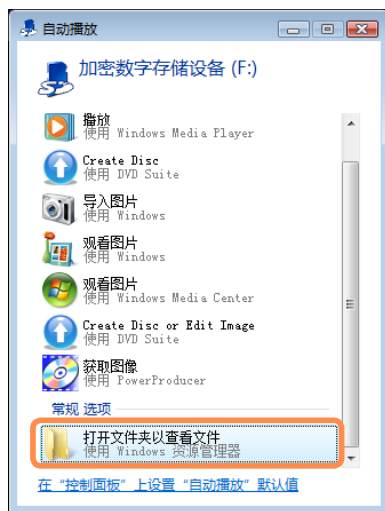 自动播放
加密数字存储设备 (F:)
播放
使用 Windows Media Player
Create Disc
使用 DVD Suite
导入图片
使用 Windows
观看图片
使用 Windows
观看图片
使用 Windows Media Center
Create Disc or Edit Image
使用 DVD Suite
获取图像
使用 PowerProducer
常规 选项
打开文件夹以查看文件
使用 Windows 资源管理器
在 "控制面板" 上设置 "自动播放" 默认值